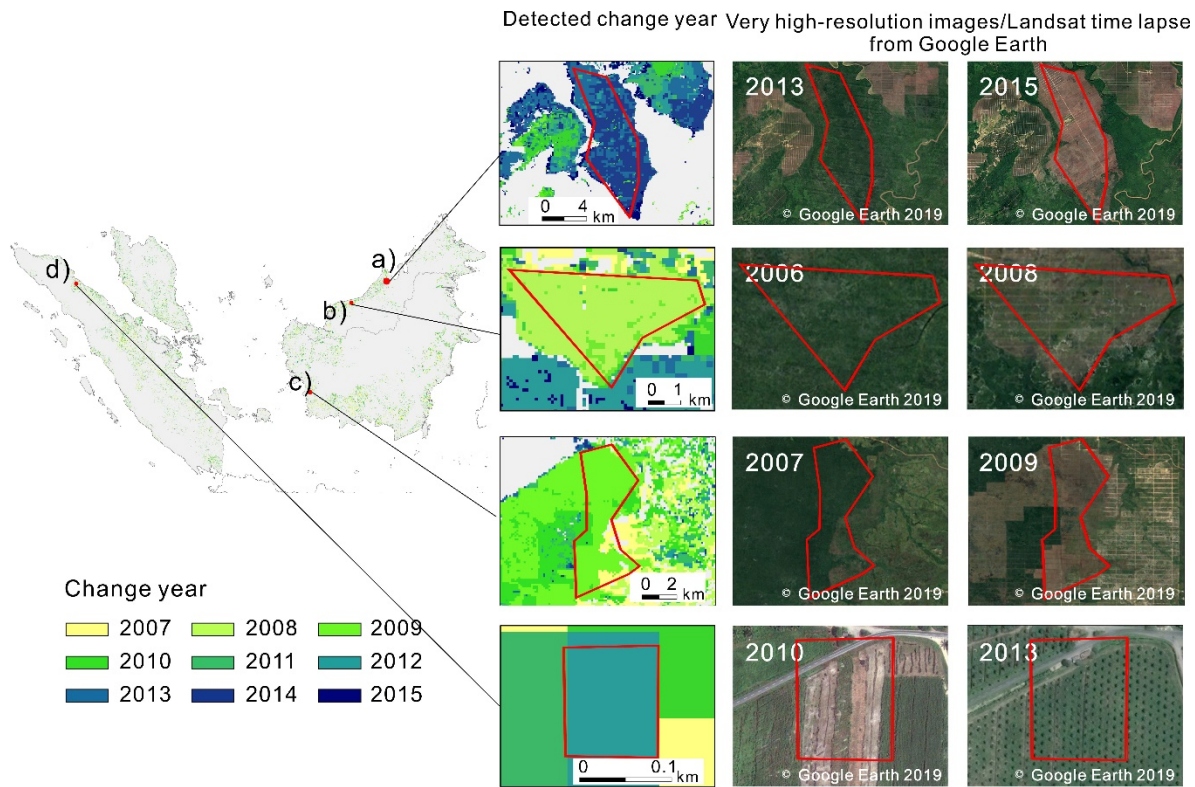 Detected change year
Very high-resolution images/Landsat time lapse
from Google Earth
2013
2015
0 4
km
© Google Earth 2019
© Google Earth 2019
d)
a)
b)
c)
2006
2008
0 1
km
© Google Earth 2019
© Google Earth 2019
2007
2009
0 2
km
© Google Earth 2019
© Google Earth 2019
Change year
2007 2008 2009
2010 2011 2012
2013 2014 2015
2010
2013
0 0.1
km
© Google Earth 2019
© Google Earth 2019